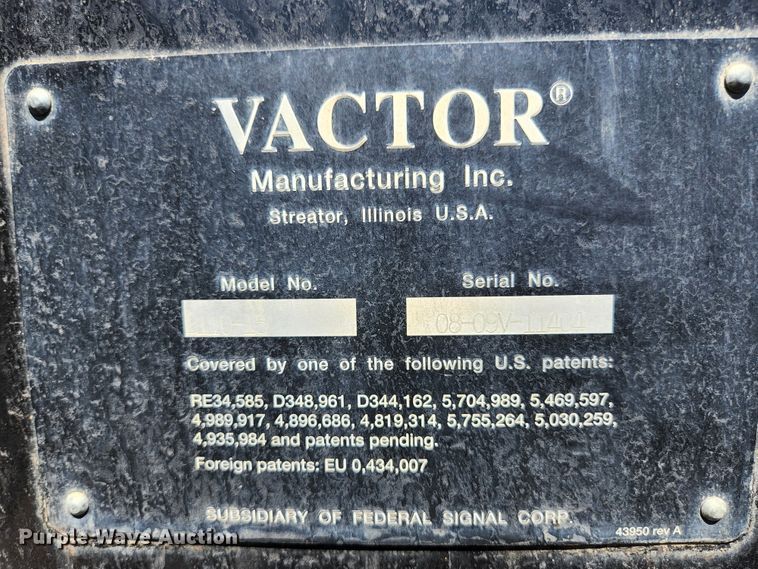 VACTOR®
Manufacturing Inc.
Streator, Illinois U.S.A.
Model No. Serial No.
Covered by one of the following U.S. patents:
RE34,585, D348,961, D344,162, 5,704,989, 5,469,597,
4,989,917, 4,896,686, 4,819,314, 5,755,264, 5,030,259,
4,935,984 and patents pending.
Foreign patents: EU 0,434,007
SUBSIDIARY OF FEDERAL SIGNAL CORP.
43950 rev A
Purple Wave Auction